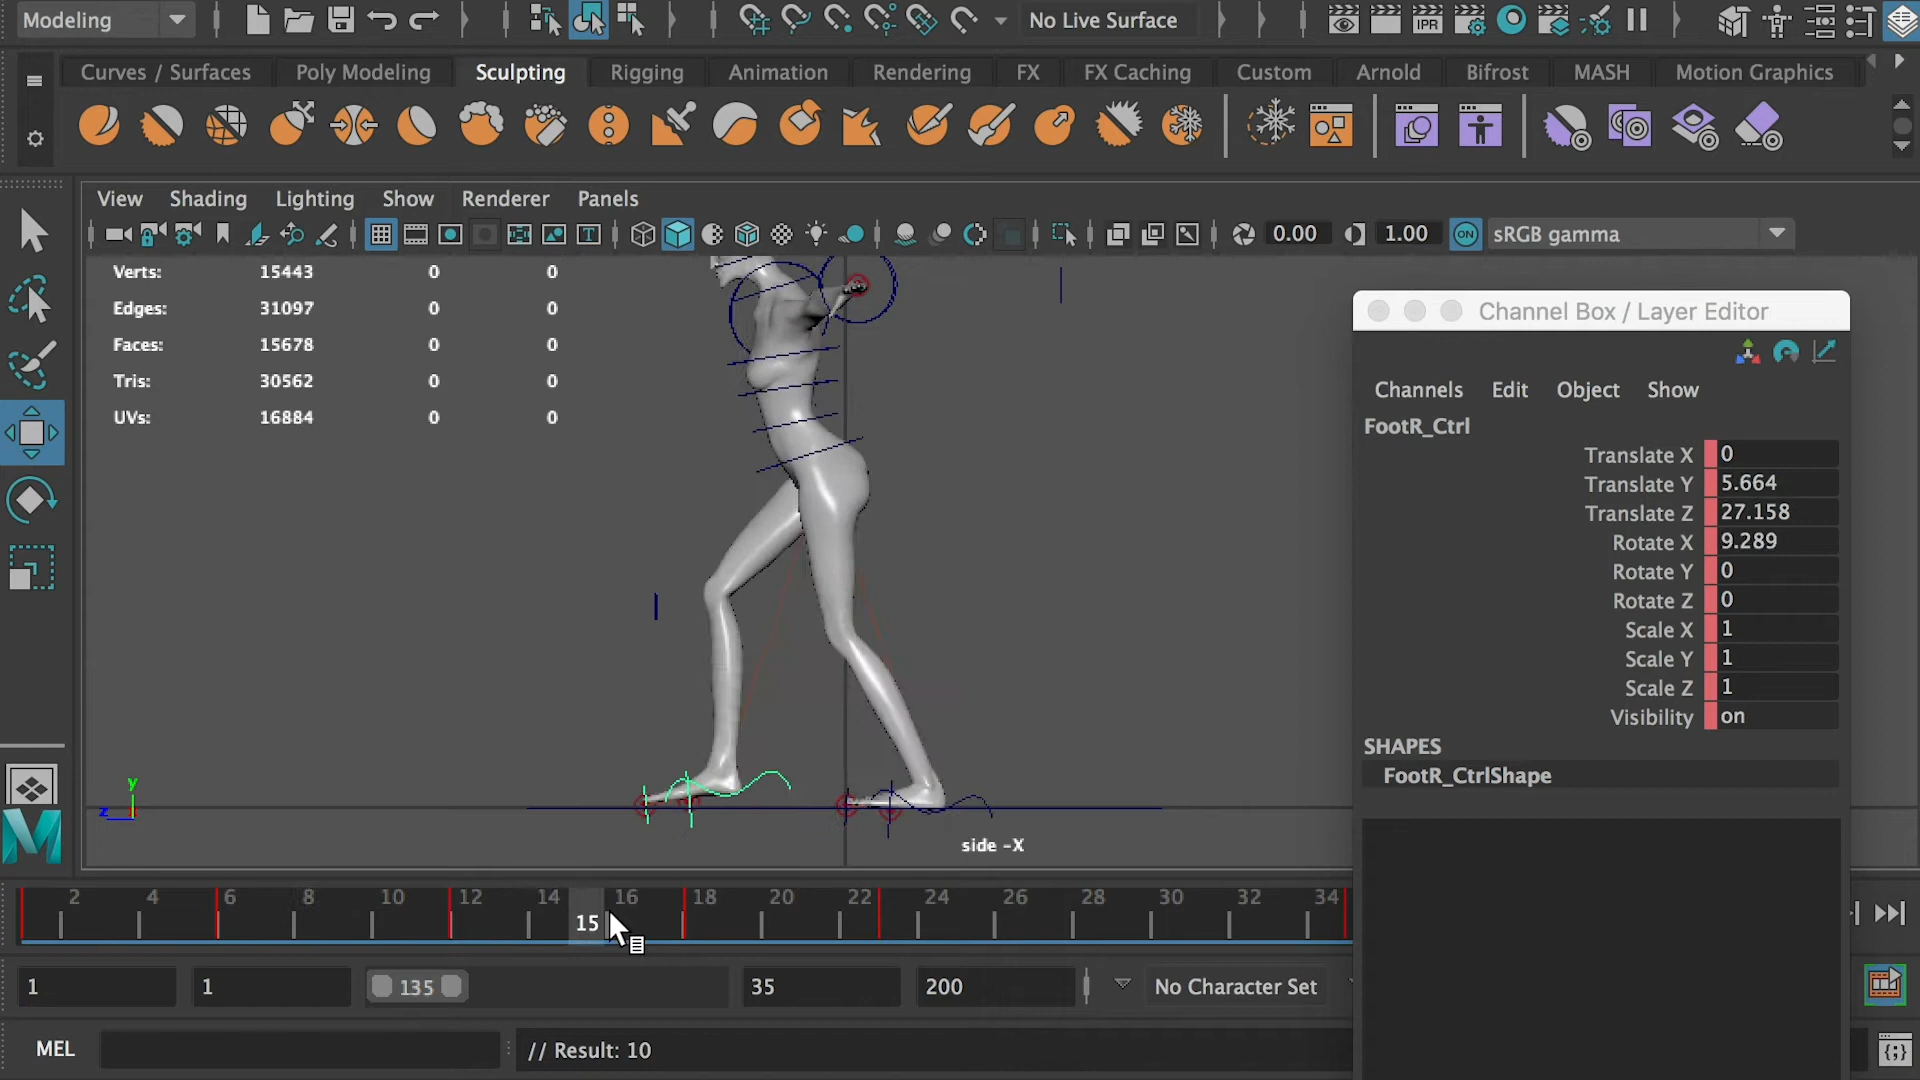 Modeling
No Live Surface
IPR
Curves / Surfaces Poly Modeling Sculpting Rigging Animation Rendering FX FX Caching Custom Arnold Bifrost MASH Motion Graphics
View Shading Lighting Show Renderer Panels
0.00 1.00 ON sRGB gamma
Verts: 15443 0 0
Edges: 31097 0 0
Faces: 15678 0 0
Tris: 30562 0 0
UVs: 16884 0 0
Channel Box / Layer Editor
Channels Edit Object Show
FootR_Ctrl
Translate X 0
Translate Y 5.664
Translate Z 27.158
Rotate X 9.289
Rotate Y 0
Rotate Z 0
Scale X 1
Scale Y 1
Scale Z 1
Visibility on
SHAPES
FootR_CtrlShape
y
z
side -X
2 4 6 8 10 12 14 16 18 20 22 24 26 28 30 32 34
15
1 1 135 35 200 No Character Set
MEL // Result: 10